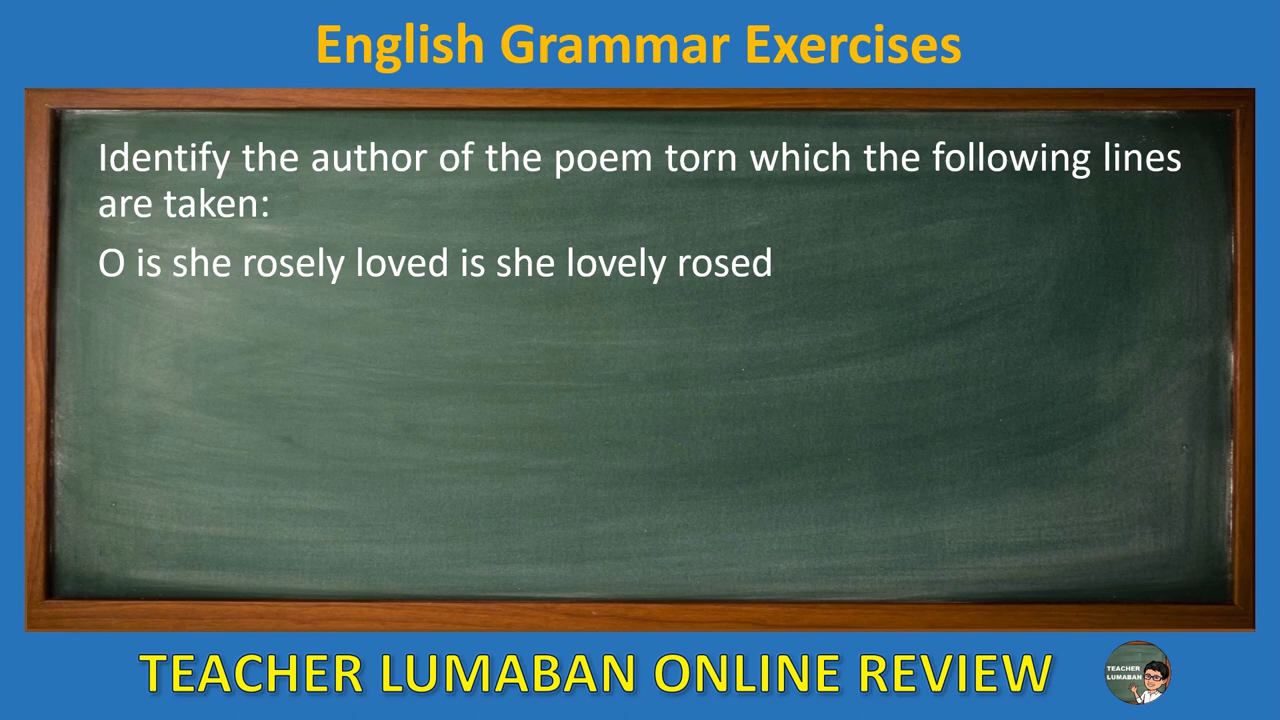 English Grammar Exercises
Identify the author of the poem torn which the following lines
are taken:
O is she rosely loved is she lovely rosed
TEACHER LUMABAN ONLINE REVIEW
TEACHER
LUMABAN